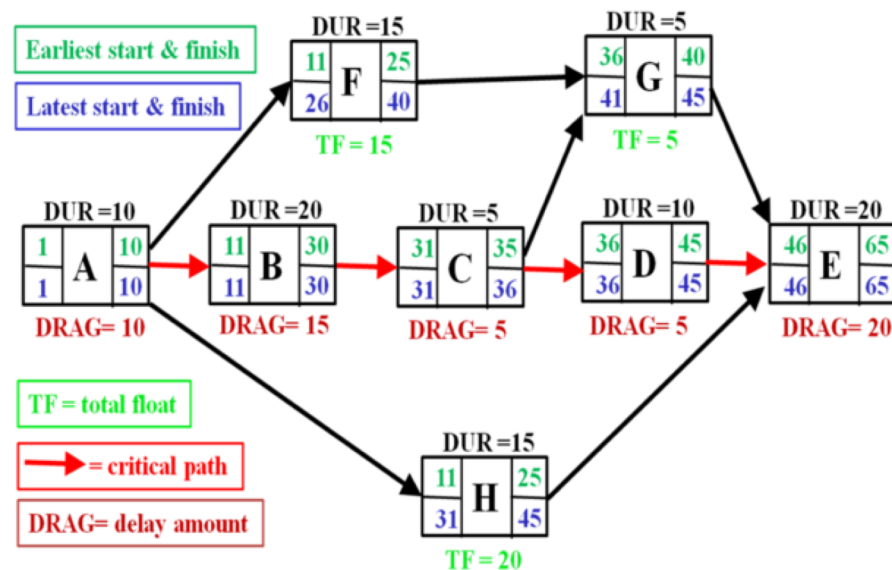 Earliest start & finish
Latest start & finish
DUR =15
11 25
F
26 40
TF = 15
DUR =5
36 40
G
41 45
TF = 5
DUR =10
1 10
A
1 10
DRAG= 10
DUR =20
11 30
B
11 30
DRAG= 15
DUR =5
31 35
C
31 36
DRAG= 5
DUR =10
36 45
D
36 45
DRAG= 5
DUR =20
46 65
E
46 65
DRAG= 20
TF = total float
= critical path
DRAG= delay amount
DUR =15
11 25
H
31 45
TF = 20